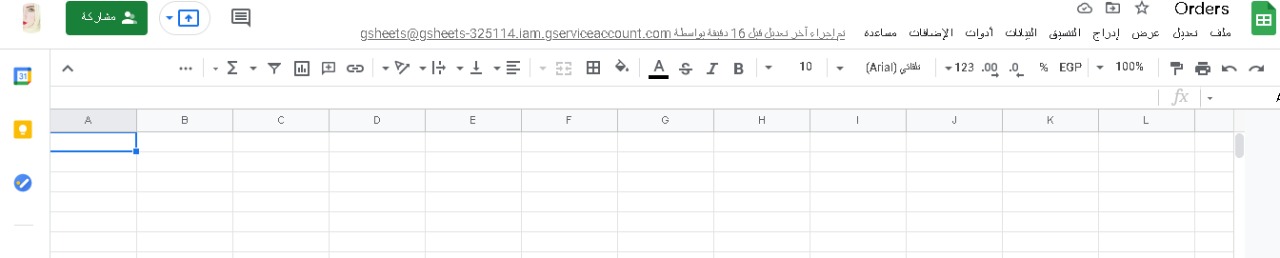 Orders
مشاركة
ملف تعديل عرض إدراج التنسيق البيانات أدوات الإضافات مساعدة تم إجراء آخر تعديل قبل 16 دقيقة بواسطة gsheets@gsheets-325114.iam.gserviceaccount.com
100% EGP % .0 .00 123 تلقائي (Arial) 10 B I S A Σ
31
fx
A B C D E F G H I J K L